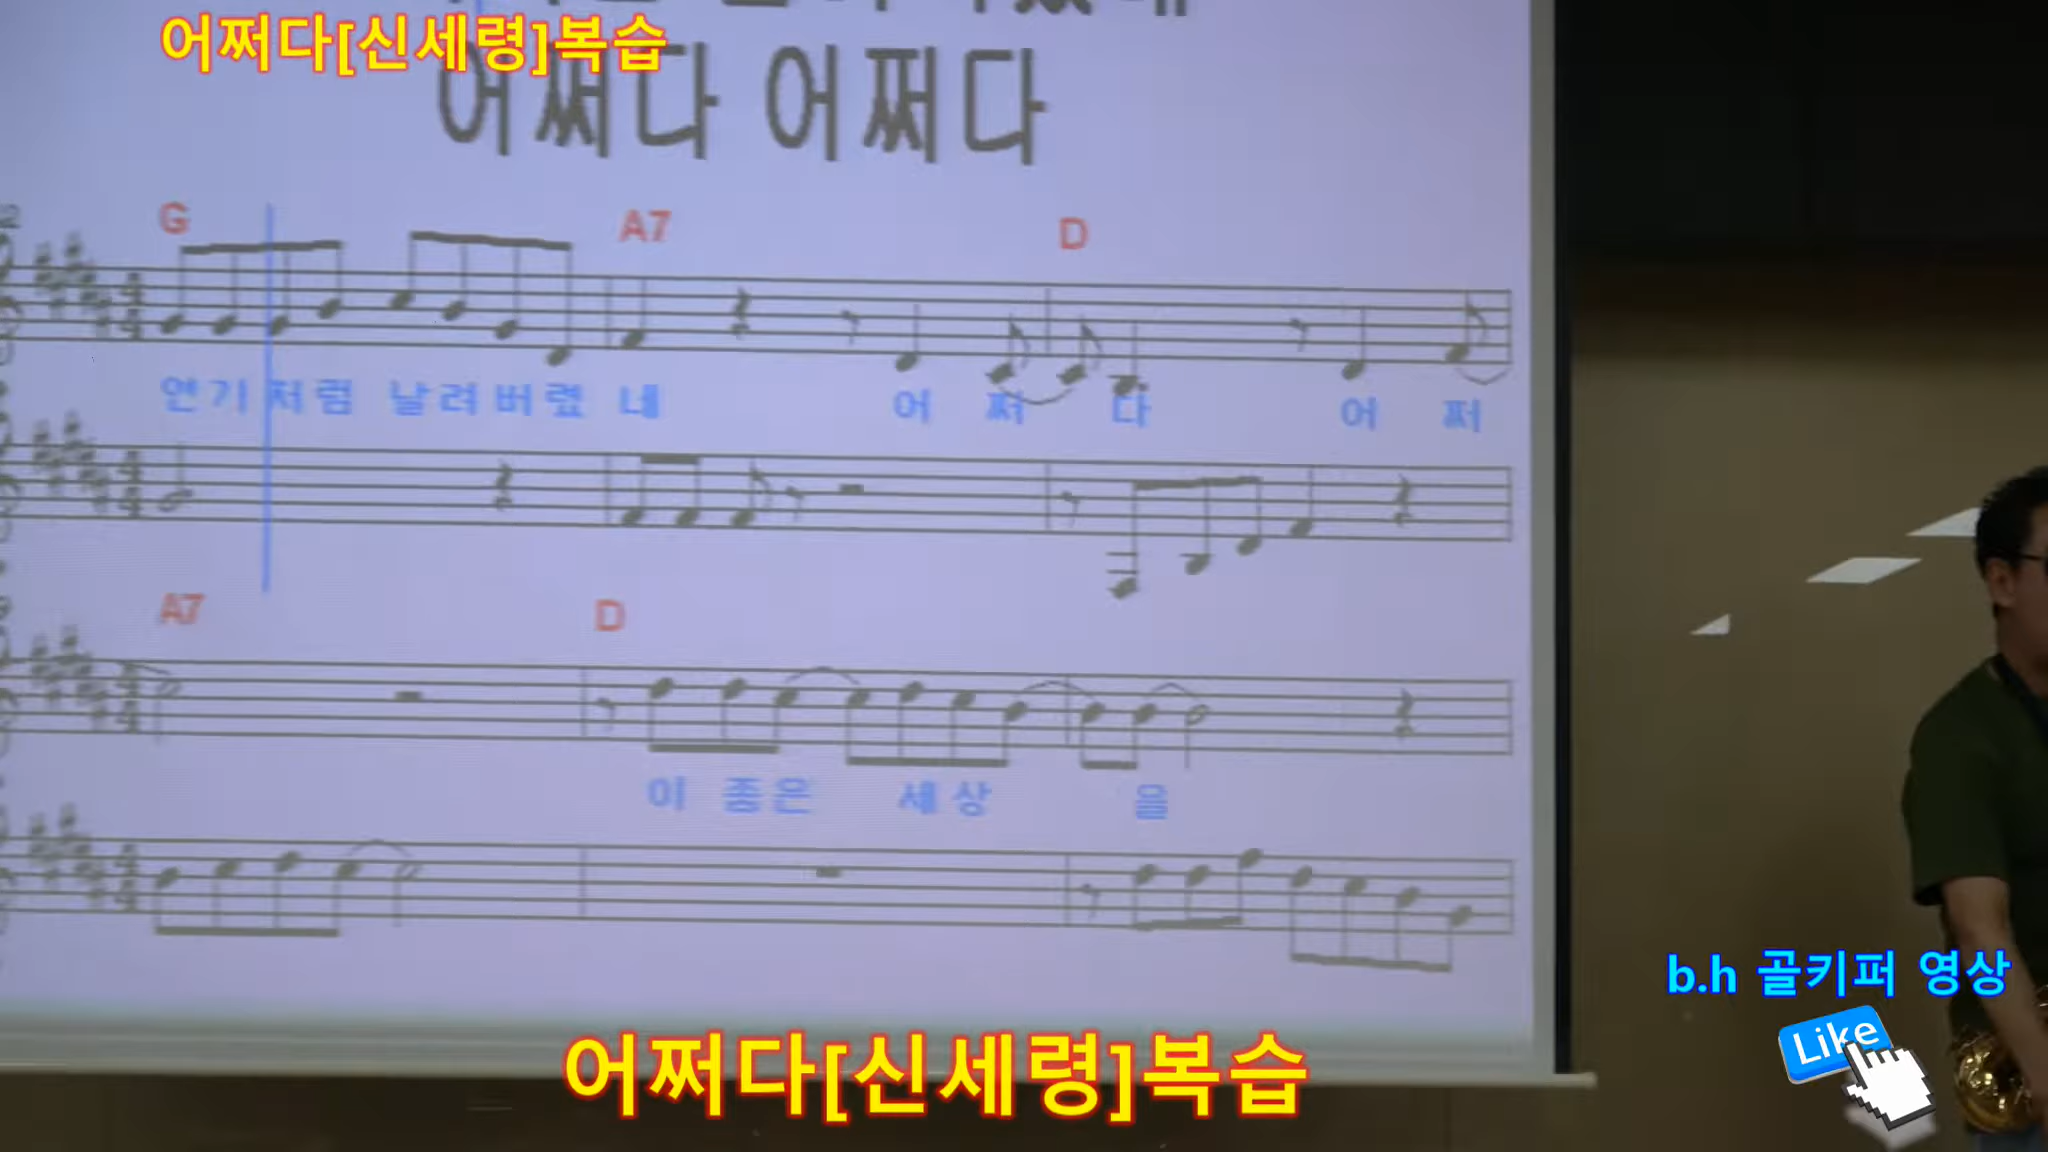 어쩌다[신세령]복습
어쩌다 어쩌다
G A7 D
연기처럼 날려버렸네 어쩌다 어쩌
A7 D
이 좋은 세상을
b.h 골키퍼 영상
Like
어쩌다[신세령]복습